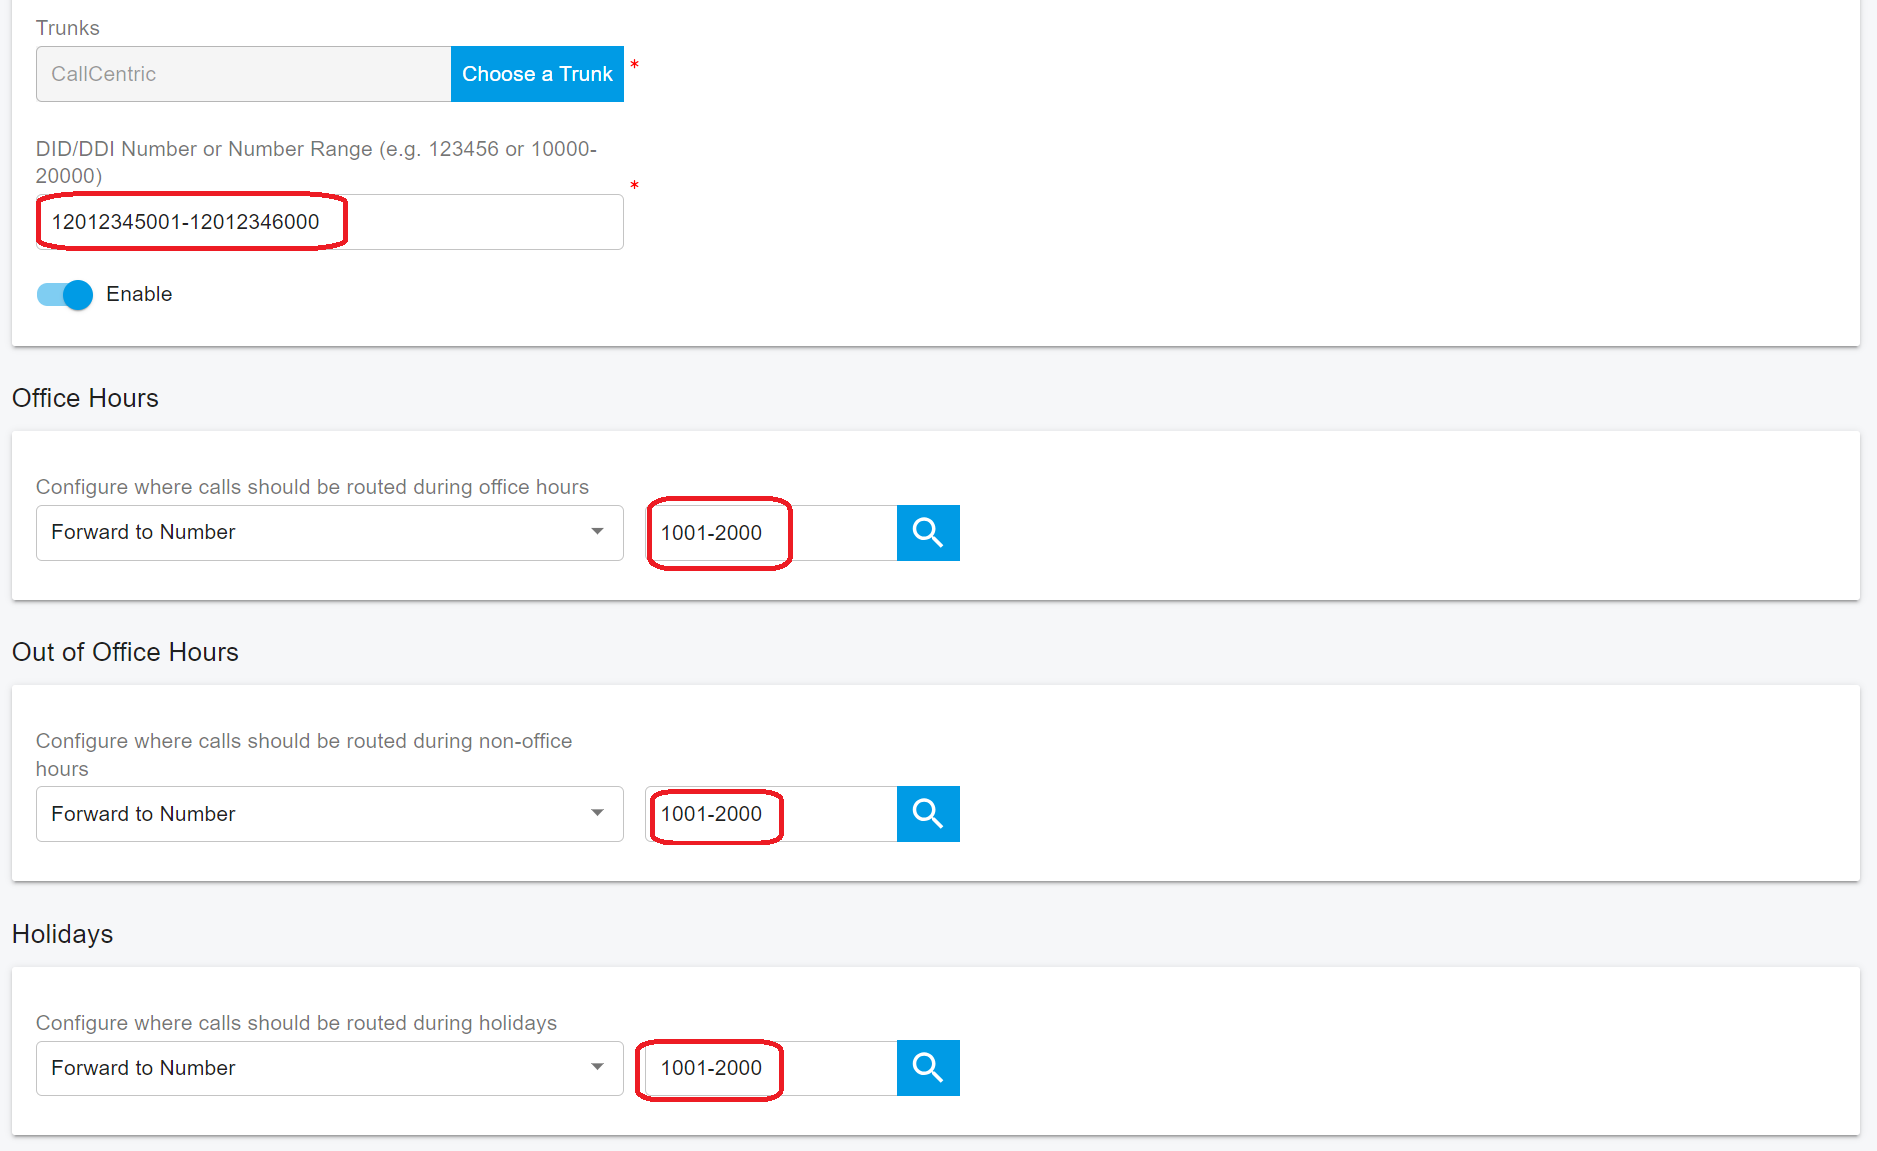 Trunks
CallCentric
Choose a Trunk *
DID/DDI Number or Number Range (e.g. 123456 or 10000-
20000)
*
12012345001-12012346000
Enable
Office Hours
Configure where calls should be routed during office hours
Forward to Number
1001-2000
Out of Office Hours
Configure where calls should be routed during non-office
hours
Forward to Number
1001-2000
Holidays
Configure where calls should be routed during holidays
Forward to Number
1001-2000